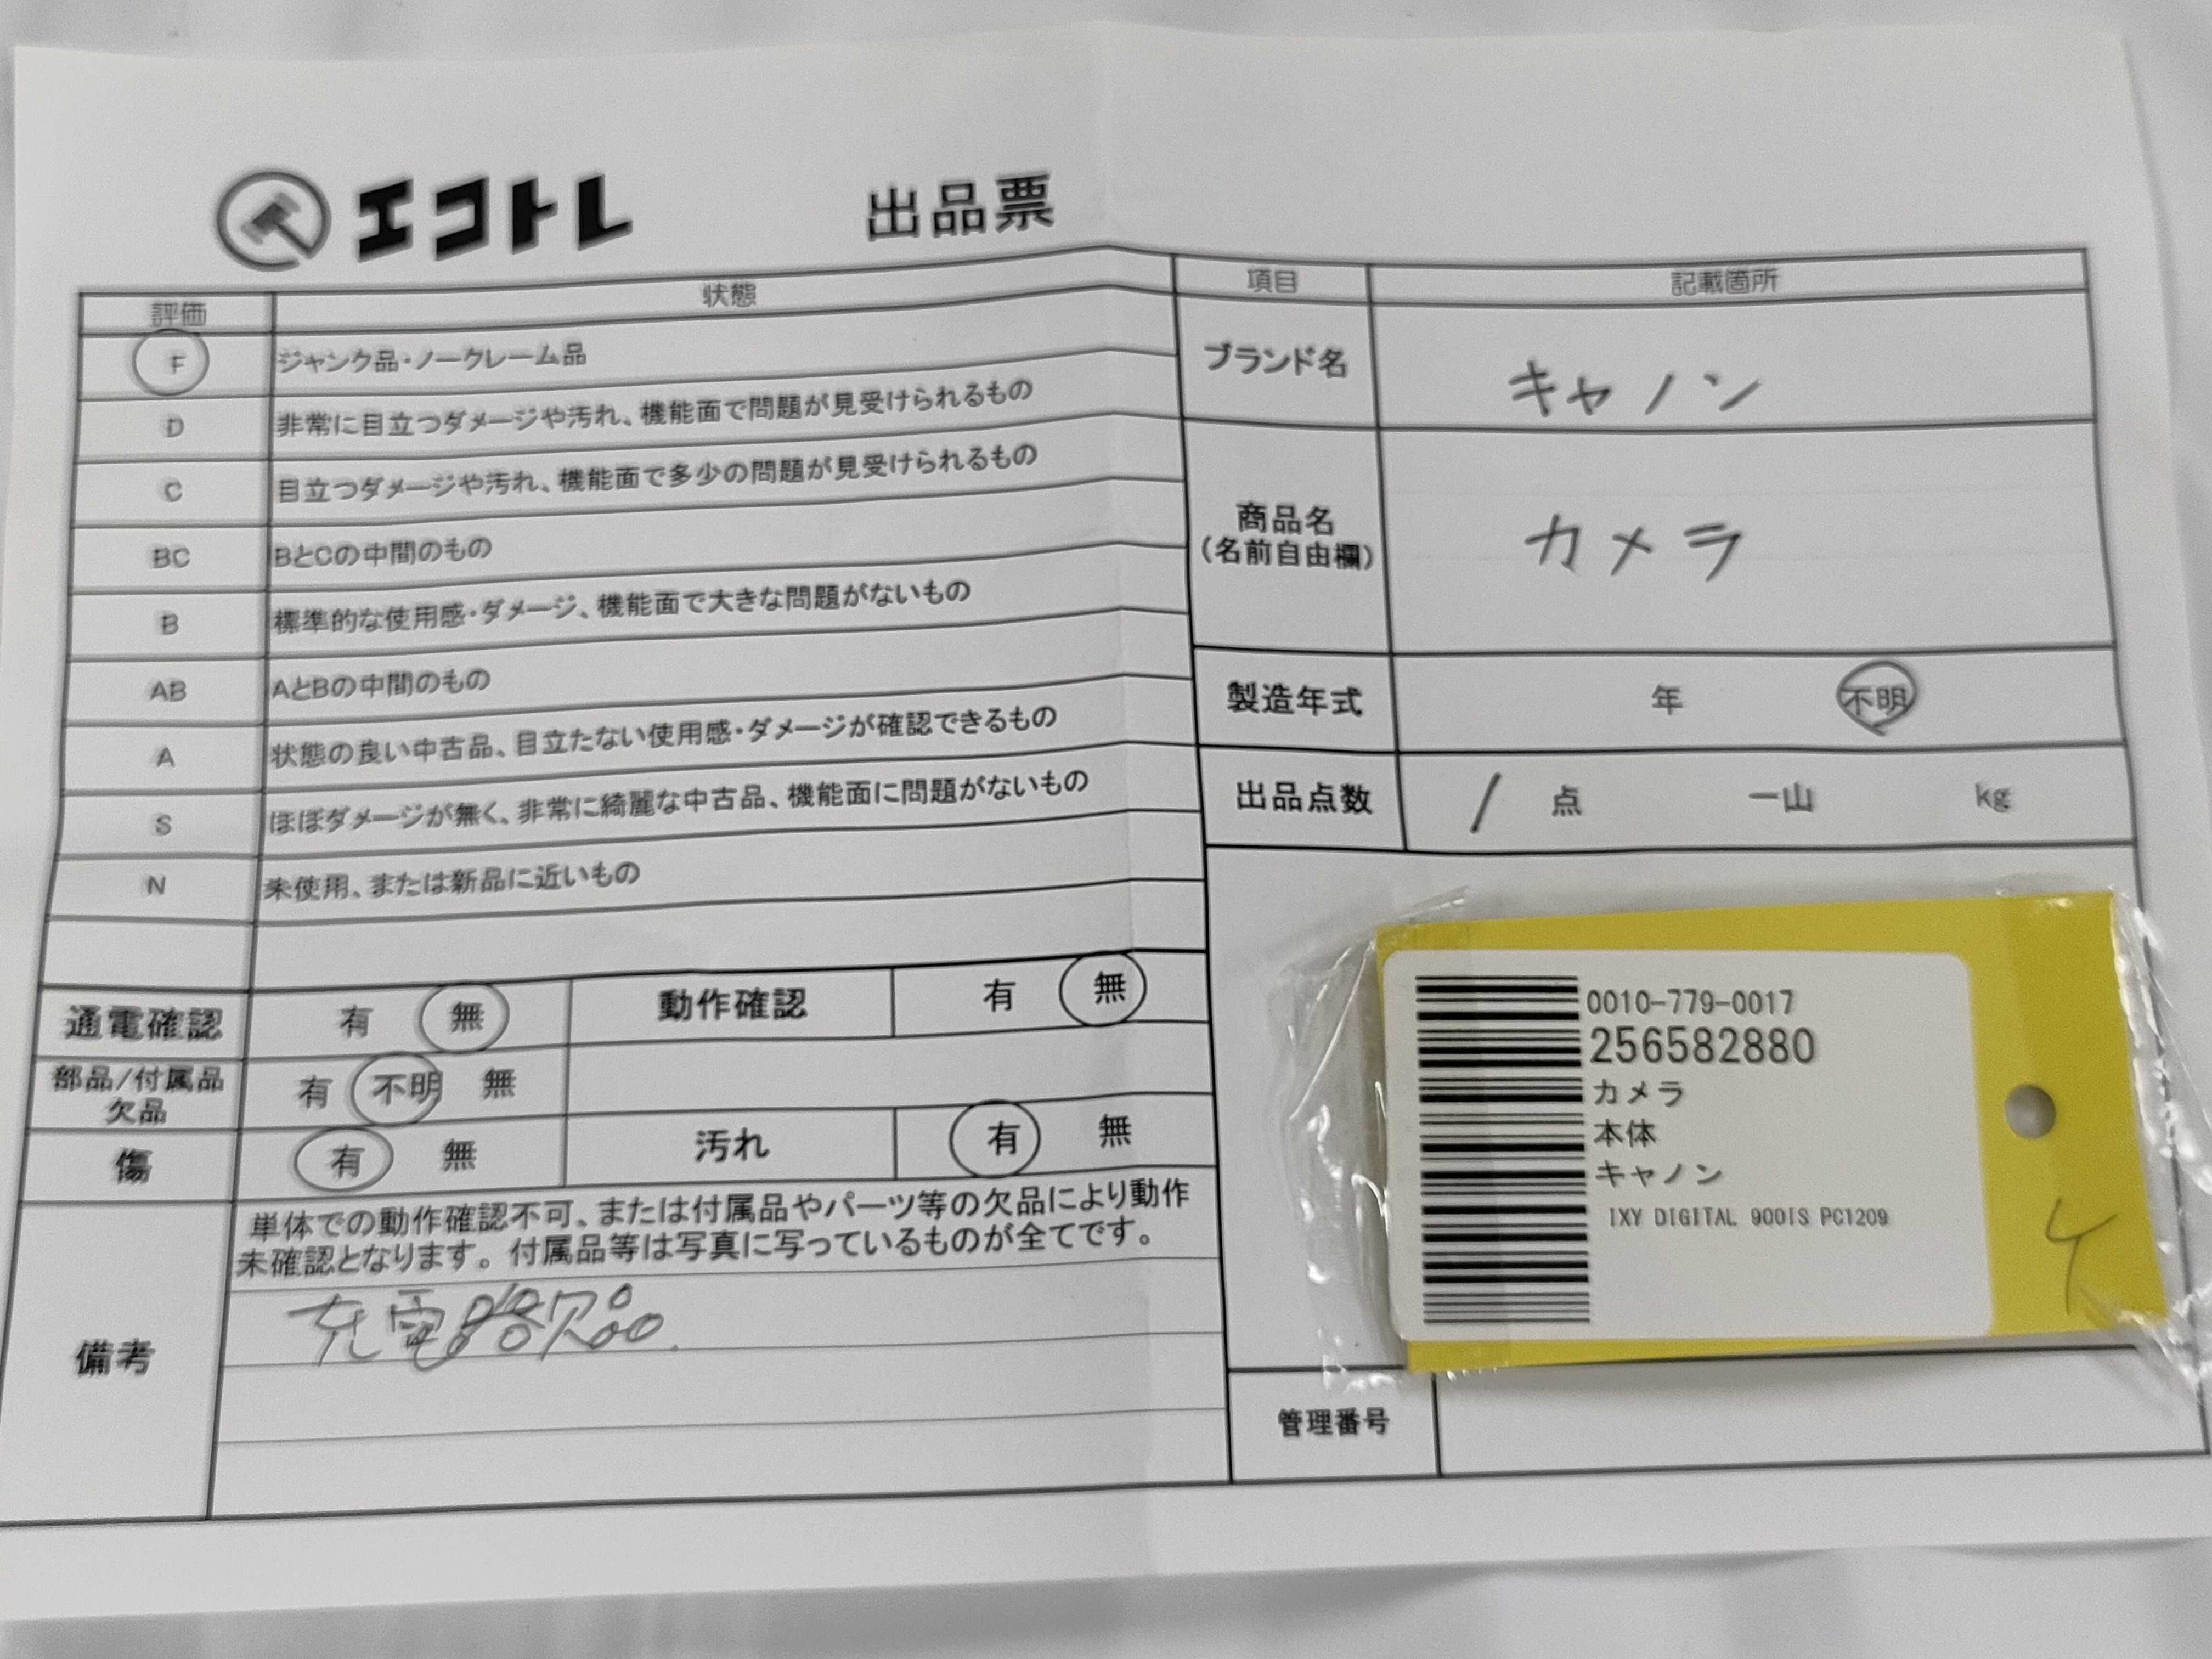 エコトレ 出品票
評価 状態
F ジャンク品・ノークレーム品
D 非常に目立つダメージや汚れ、機能面で問題が見受けられるもの
C 目立つダメージや汚れ、機能面で多少の問題が見受けられるもの
BC BとCの中間のもの
B 標準的な使用感・ダメージ、機能面で大きな問題がないもの
AB AとBの中間のもの
A 状態の良い中古品、目立たない使用感・ダメージが確認できるもの
S ほぼダメージが無く、非常に綺麗な中古品、機能面に問題がないもの
N 未使用、または新品に近いもの
通電確認 有 無 動作確認 有 無
部品/付属品
欠品 有 不明 無
傷 有 無 汚れ 有 無
備考
単体での動作確認不可、または付属品やパーツ等の欠品により動作
未確認となります。付属品等は写真に写っているものが全てです。
充電器欠品.
項目 記載箇所
ブランド名 キャノン
商品名
(名前自由欄) カメラ
製造年式 年 不明
出品点数 1 点 一山 kg
0010-779-0017
256582880
カメラ
本体
キャノン
IXY DIGITAL 900IS PC1209
管理番号